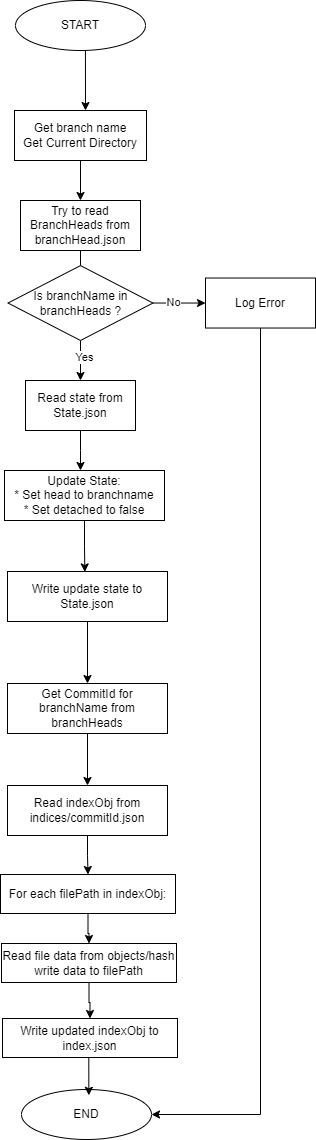 START
Get branch name
Get Current Directory
Try to read
BranchHeads from
branchHead.json
Is branchName in
branchHeads ?
No
Log Error
Yes
Read state from
State.json
Update State:
* Set head to branchname
* Set detached to false
Write update state to
State.json
Get CommitId for
branchName from
branchHeads
Read indexObj from
indices/commitId.json
For each filePath in indexObj:
Read file data from objects/hash
write data to filePath
Write updated indexObj to
index.json
END